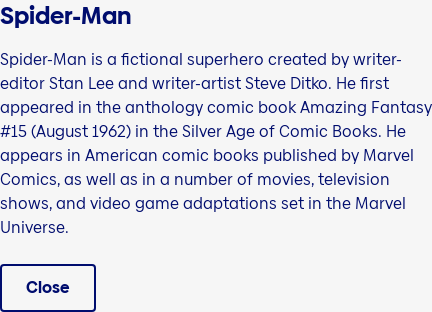 Spider-Man
Spider-Man is a fictional superhero created by writer-
editor Stan Lee and writer-artist Steve Ditko. He first
appeared in the anthology comic book Amazing Fantasy
#15 (August 1962) in the Silver Age of Comic Books. He
appears in American comic books published by Marvel
Comics, as well as in a number of movies, television
shows, and video game adaptations set in the Marvel
Universe.
Close